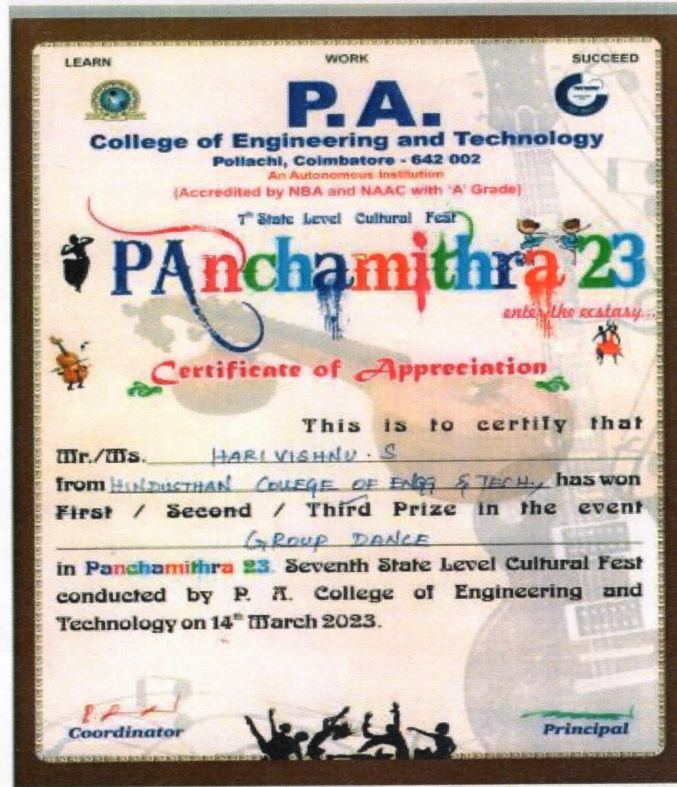 LEARN WORK SUCCEED
P.A.
College of Engineering and Technology
Pollachi, Coimbatore - 642 002
An Autonomous Institution
(Accredited by NBA and NAAC with 'A' Grade)
7th State Level Cultural Fest
PAnchamithra 23
enter the ecstasy...
Certificate of Appreciation
This is to certify that
Mr./Ms. HARI VISHNU . S
from HINDUSTHAN COLLEGE OF ENGG & TECH, has won
First / Second / Third Prize in the event
GROUP DANCE
in Panchamithra 23. Seventh State Level Cultural Fest
conducted by P. A. College of Engineering and
Technology on 14th March 2023.
Coordinator Principal